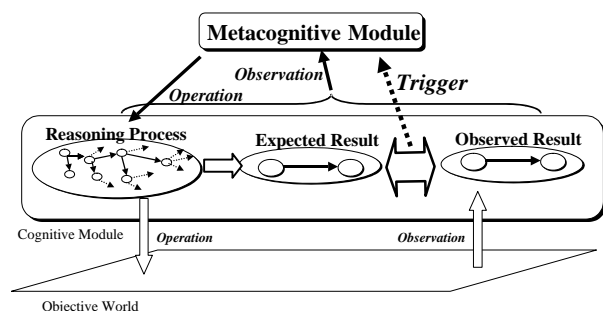 Metacognitive Module
Observation
Trigger
Operation
Reasoning Process
Expected Result
Observed Result
Cognitive Module
Operation
Observation
Objective World